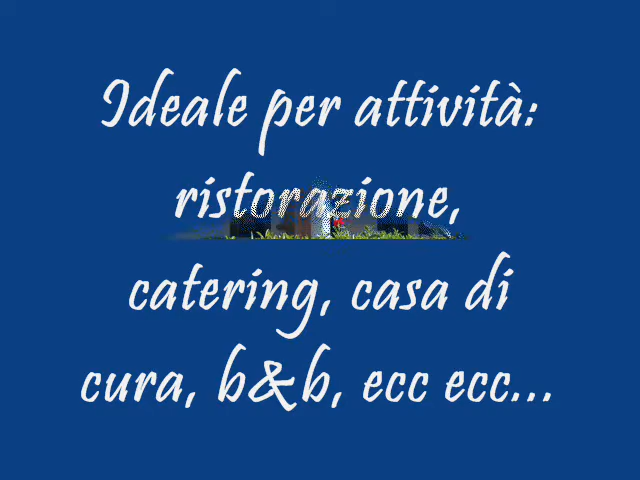 Ideale per attività:
ristorazione,
catering, casa di
cura, b&b, ecc ecc...